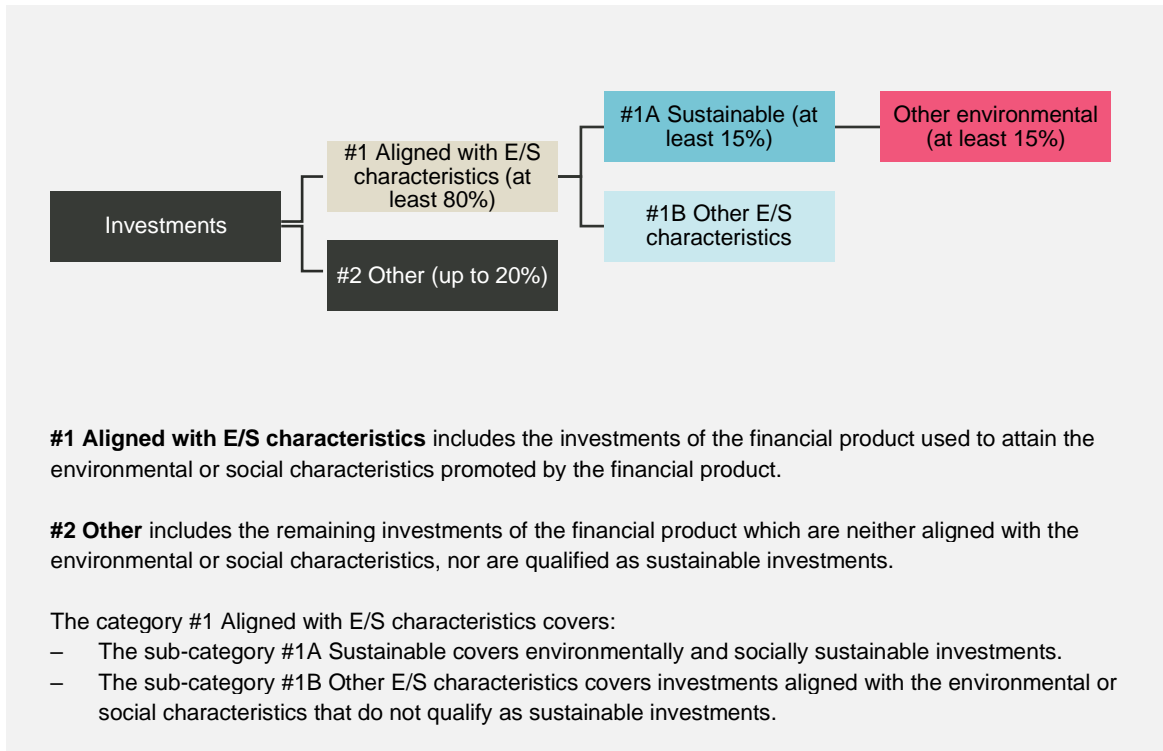 Investments
#1 Aligned with E/S
characteristics (at
least 80%)
#2 Other (up to 20%)
#1A Sustainable (at
least 15%)
#1B Other E/S
characteristics
Other environmental
(at least 15%)
#1 Aligned with E/S characteristics includes the investments of the financial product used to attain the
environmental or social characteristics promoted by the financial product.
#2 Other includes the remaining investments of the financial product which are neither aligned with the
environmental or social characteristics, nor are qualified as sustainable investments.
The category #1 Aligned with E/S characteristics covers:
– The sub-category #1A Sustainable covers environmentally and socially sustainable investments.
– The sub-category #1B Other E/S characteristics covers investments aligned with the environmental or
social characteristics that do not qualify as sustainable investments.